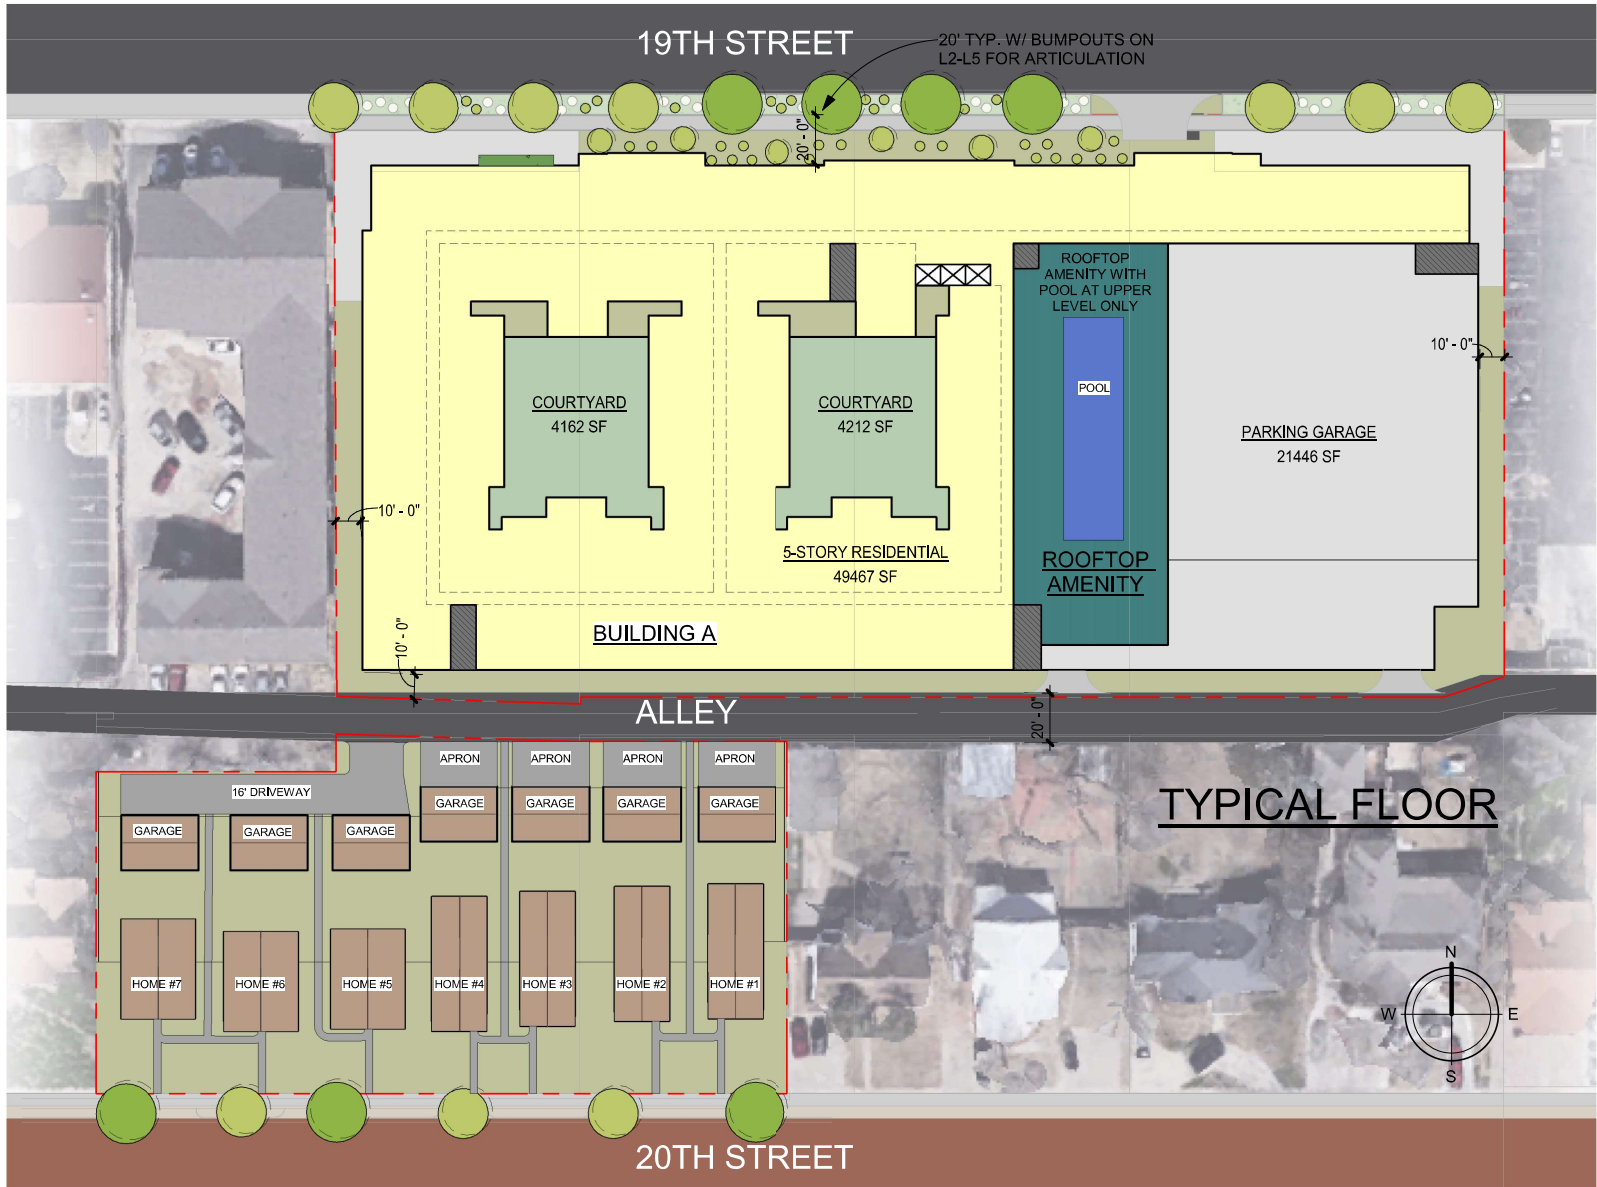 19TH STREET
20' TYP. W/ BUMPOUTS ON
L2-L5 FOR ARTICULATION
20' - 0"
ROOFTOP
AMENITY WITH
POOL AT UPPER
LEVEL ONLY
10' - 0"
POOL
COURTYARD
4162 SF
COURTYARD
4212 SF
PARKING GARAGE
21446 SF
10' - 0"
5-STORY RESIDENTIAL
49467 SF
ROOFTOP
AMENITY
BUILDING A
10' - 0"
ALLEY
20' - 0"
APRON
APRON
APRON
APRON
16' DRIVEWAY
GARAGE
GARAGE
GARAGE
GARAGE
GARAGE
GARAGE
GARAGE
TYPICAL FLOOR
HOME #7
HOME #6
HOME #5
HOME #4
HOME #3
HOME #2
HOME #1
N
W
E
S
20TH STREET